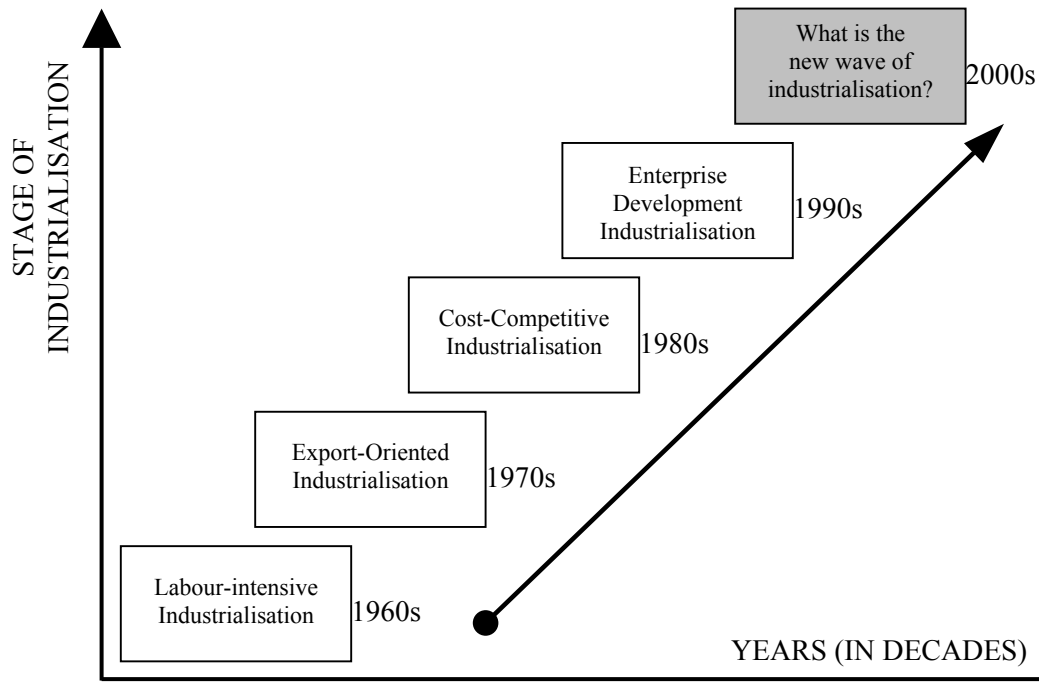 What is the
new wave of
industrialisation?
2000s
Enterprise
Development
Industrialisation
1990s
Cost-Competitive
Industrialisation
1980s
Export-Oriented
Industrialisation
1970s
Labour-intensive
Industrialisation
1960s
STAGE OF
INDUSTRIALISATION
YEARS (IN DECADES)